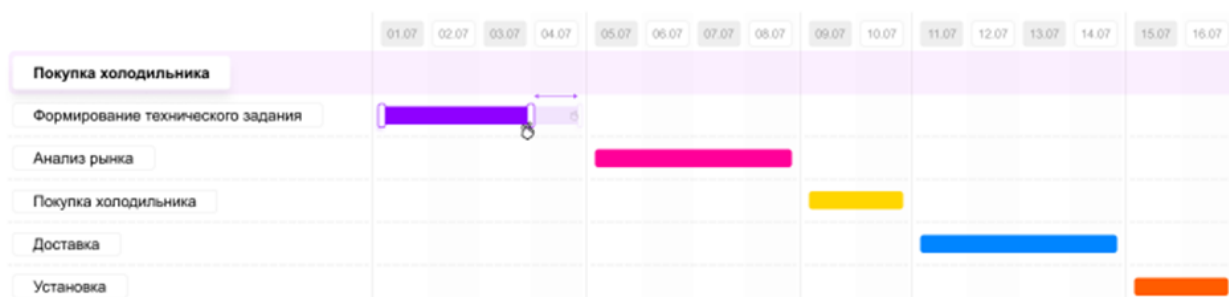 01.07 02.07 03.07 04.07 05.07 06.07 07.07 08.07 09.07 10.07 11.07 12.07 13.07 14.07 15.07 16.07
Покупка холодильника
Формирование технического задания
Анализ рынка
Покупка холодильника
Доставка
Установка